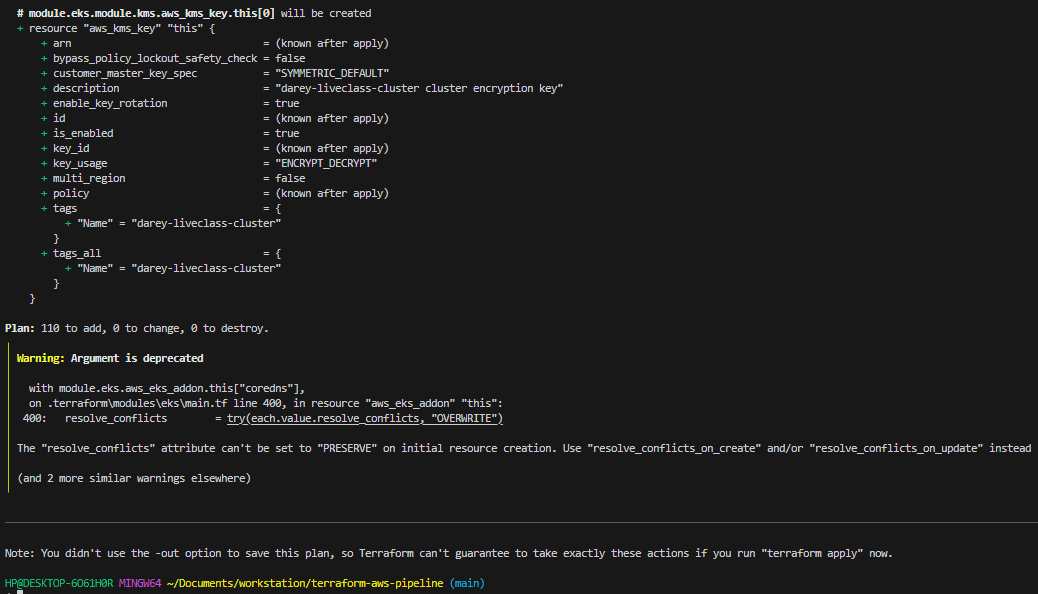 # module.eks.module.kms.aws_kms_key.this[0] will be created
+ resource "aws_kms_key" "this" {
+ arn = (known after apply)
+ bypass_policy_lockout_safety_check = false
+ customer_master_key_spec = "SYMMETRIC_DEFAULT"
+ description = "darey-liveclass-cluster cluster encryption key"
+ enable_key_rotation = true
+ id = (known after apply)
+ is_enabled = true
+ key_id = (known after apply)
+ key_usage = "ENCRYPT_DECRYPT"
+ multi_region = false
+ policy = (known after apply)
+ tags = {
+ "Name" = "darey-liveclass-cluster"
}
+ tags_all = {
+ "Name" = "darey-liveclass-cluster"
}
}
Plan: 110 to add, 0 to change, 0 to destroy.
Warning: Argument is deprecated
with module.eks.aws_eks_addon.this["coredns"],
on .terraform\modules\eks\main.tf line 400, in resource "aws_eks_addon" "this":
400: resolve_conflicts = try(each.value.resolve_conflicts, "OVERWRITE")
The "resolve_conflicts" attribute can't be set to "PRESERVE" on initial resource creation. Use "resolve_conflicts_on_create" and/or "resolve_conflicts_on_update" instead
(and 2 more similar warnings elsewhere)
Note: You didn't use the -out option to save this plan, so Terraform can't guarantee to take exactly these actions if you run "terraform apply" now.
HP@DESKTOP-6O61H0R MINGW64 ~/Documents/workstation/terraform-aws-pipeline (main)